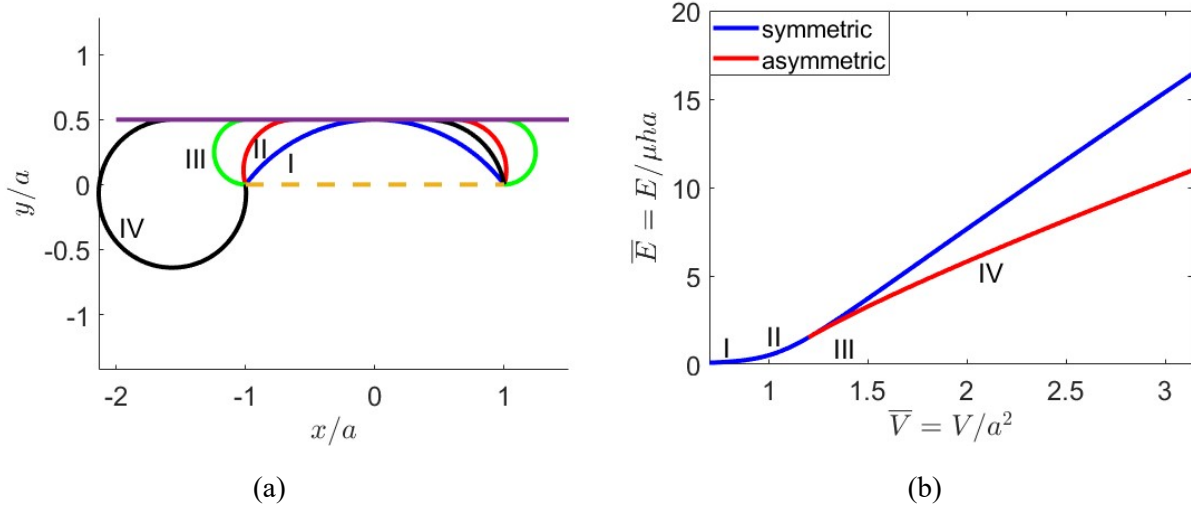 1
0.5
0
-0.5
-1
y/a
III
II
I
IV
-2
-1
0
1
x/a
(a)
20
15
10
5
0
symmetric
asymmetric
E̅ = E/μha
I
II
III
IV
1
1.5
2
2.5
3
V̅ = V/a²
(b)